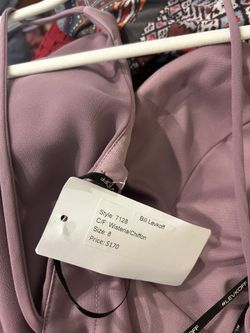 Style: 7128 Bill Levkoff
C/F: Wisteria/Chiffon
Size: 8
Price: $170
#LEVKOFF